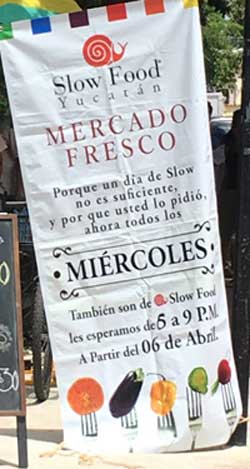 Slow Food®
Yucatán
MERCADO
FRESCO
Porque un día de Slow
no es suficiente,
y por que usted lo pidió,
ahora todos los
• MIÉRCOLES •
También son de Slow Food
les esperamos de 5 a 9 P.M.
A Partir del 06 de Abril.